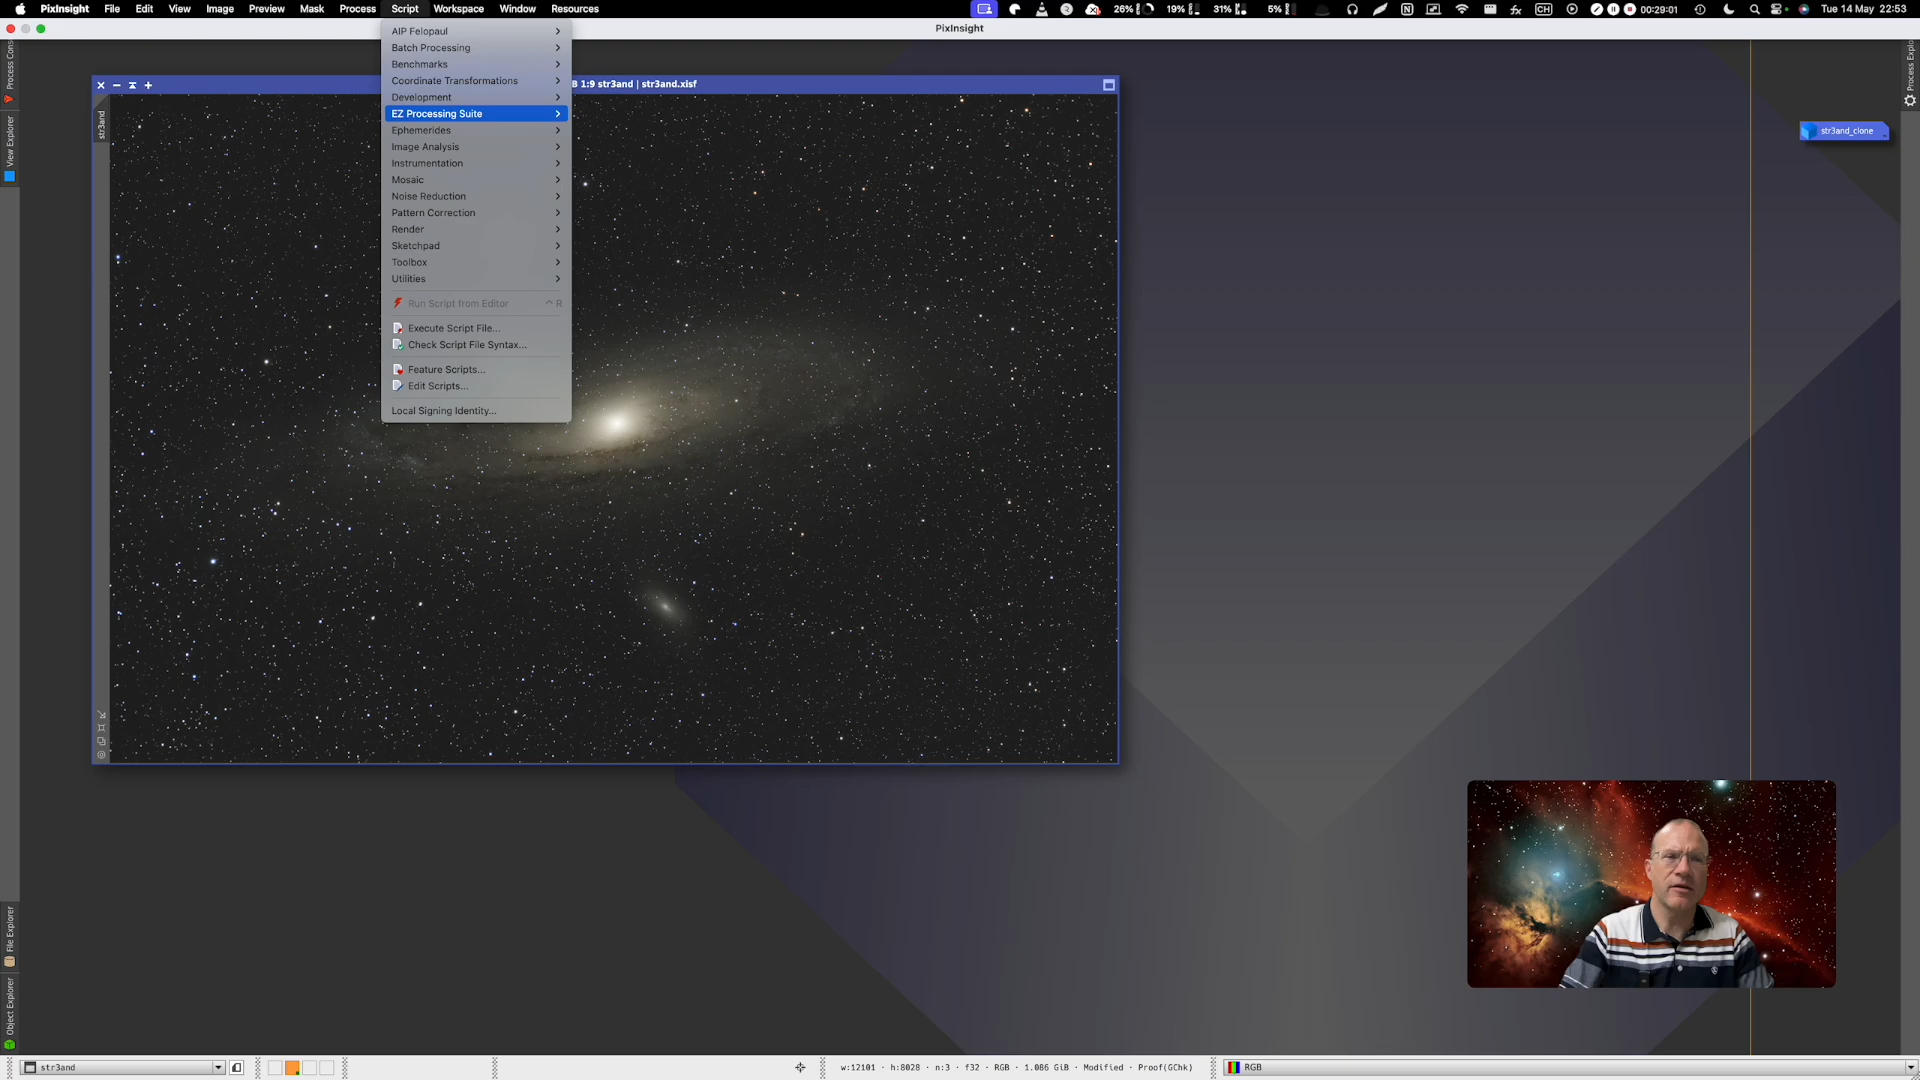 PixInsight File Edit View Image Preview Mask Process Script Workspace Window Resources 26% 19% 31% 5% CH 00:29:01 Tue 14 May 22:53
PixInsight
AIP Felopaul
Batch Processing
Benchmarks
Coordinate Transformations
Development
EZ Processing Suite
Ephemerides
Image Analysis
Instrumentation
Mosaic
Noise Reduction
Pattern Correction
Render
Sketchpad
Toolbox
Utilities
Run Script from Editor ^ R
Execute Script File...
Check Script File Syntax...
Feature Scripts...
Edit Scripts...
Local Signing Identity...
B 1:9 str3and | str3and.xisf
str3and
str3and_clone
View Explorer
File Explorer
Object Explorer
str3and
w:12101 · h:8028 · n:3 · f32 · RGB · 1.086 GiB · Modified · Proof(GChk)
RGB